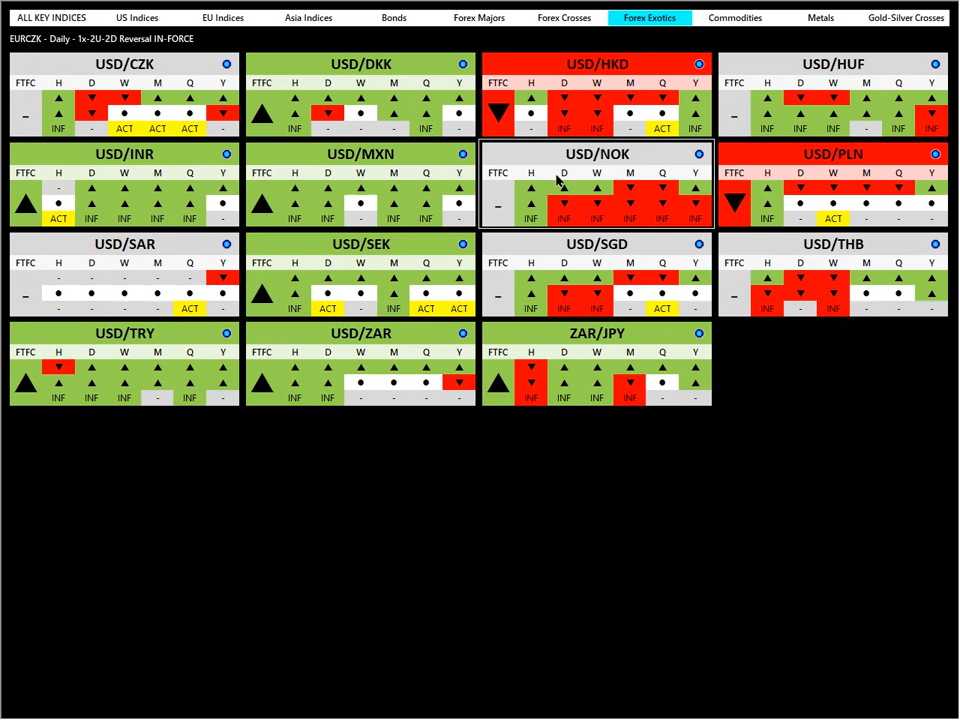 ALL KEY INDICES US Indices EU Indices Asia Indices Bonds Forex Majors Forex Crosses Forex Exotics Commodities Metals Gold-Silver Crosses
EURCZK - Daily - 1x-2U-2D Reversal IN-FORCE
USD/CZK USD/DKK USD/HKD USD/HUF
FTFC H D W M Q Y FTFC H D W M Q Y FTFC H D W M Q Y FTFC H D W M Q Y
INF - ACT ACT ACT - INF - - - INF - - INF INF - ACT - INF INF INF - INF INF
USD/INR USD/MXN USD/NOK USD/PLN
FTFC H D W M Q Y FTFC H D W M Q Y FTFC H D W M Q Y FTFC H D W M Q Y
ACT INF INF INF INF - INF INF - INF INF - INF INF INF INF INF INF INF - ACT - - -
USD/SAR USD/SEK USD/SGD USD/THB
FTFC H D W M Q Y FTFC H D W M Q Y FTFC H D W M Q Y FTFC H D W M Q Y
- - - - ACT - INF ACT - INF ACT ACT INF INF INF - ACT - INF - INF - - INF
USD/TRY USD/ZAR ZAR/JPY
FTFC H D W M Q Y FTFC H D W M Q Y FTFC H D W M Q Y
INF INF INF - INF - INF INF - - - - INF INF INF INF - -